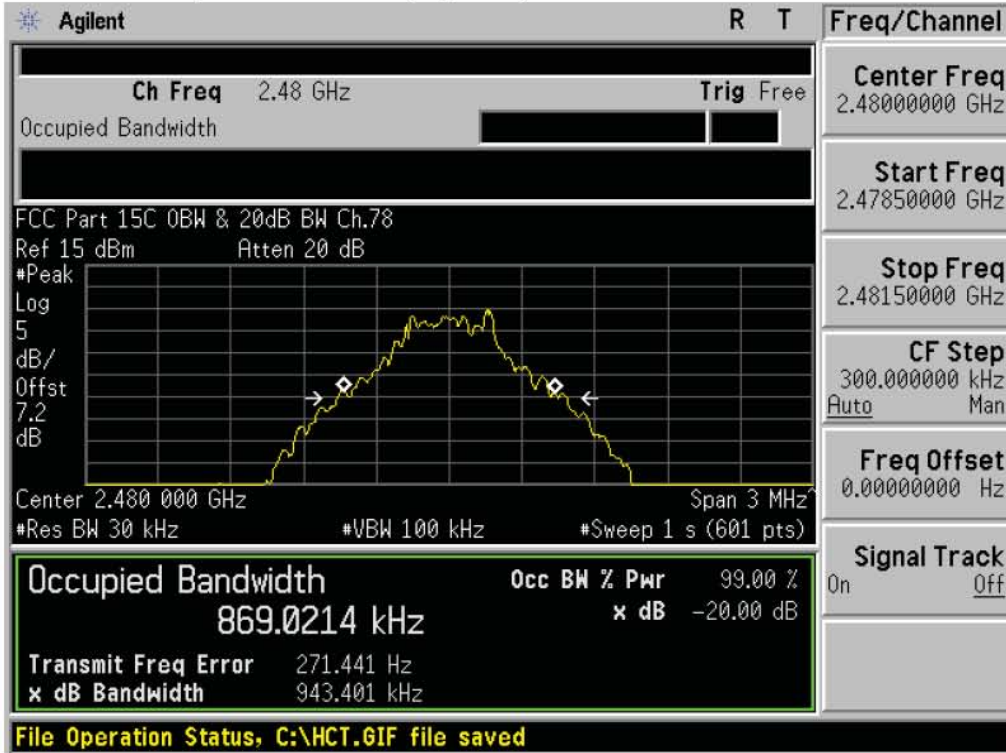 Agilent R T
Freq/Channel
Ch Freq 2.48 GHz Trig Free
Occupied Bandwidth
Center Freq
2.48000000 GHz
Start Freq
2.47850000 GHz
Stop Freq
2.48150000 GHz
CF Step
300.000000 kHz
Auto Man
Freq Offset
0.00000000 Hz
Signal Track
On Off
FCC Part 15C OBW & 20dB BW Ch.78
Ref 15 dBm Atten 20 dB
#Peak
Log
5
dB/
Offst
7.2
dB
Center 2.480 000 GHz Span 3 MHz^
#Res BW 30 kHz #VBW 100 kHz #Sweep 1 s (601 pts)
Occupied Bandwidth Occ BW % Pwr 99.00 %
869.0214 kHz x dB -20.00 dB
Transmit Freq Error 271.441 Hz
x dB Bandwidth 943.401 kHz
File Operation Status, C:\HCT.GIF file saved